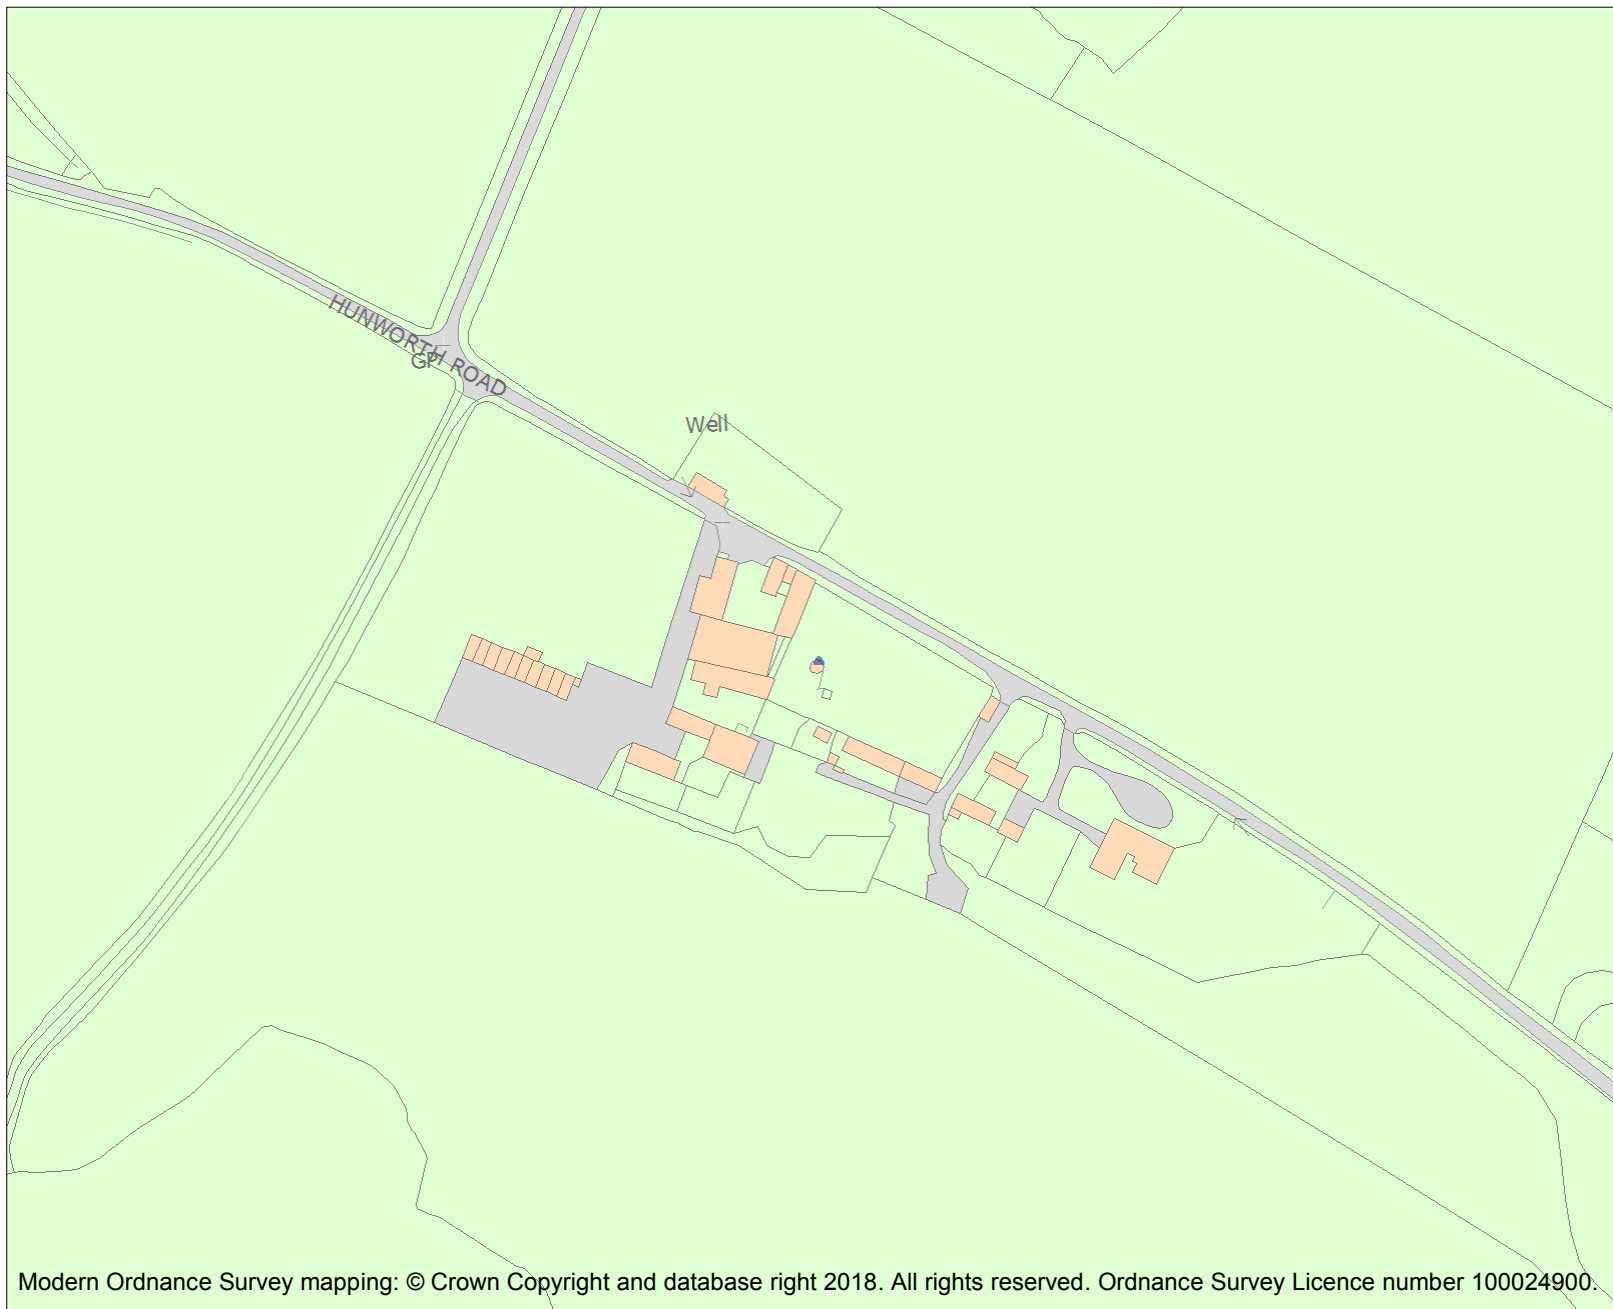 HUNWORTH ROAD
GP
Well
Modern Ordnance Survey mapping: © Crown Copyright and database right 2018. All rights reserved. Ordnance Survey Licence number 100024900.